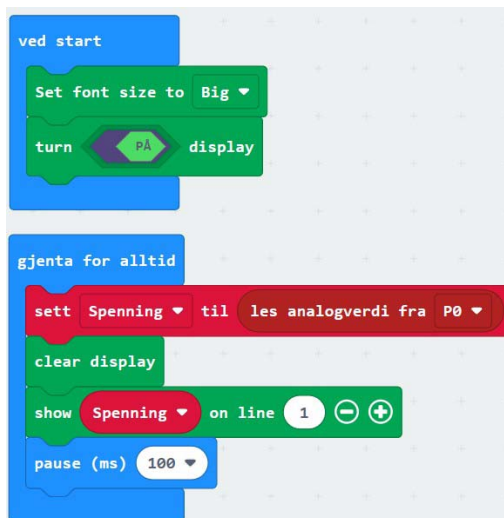 ved start
Set font size to Big
turn PÅ display
gjenta for alltid
sett Spenning til les analogverdi fra P0
clear display
show Spenning on line 1
pause (ms) 100